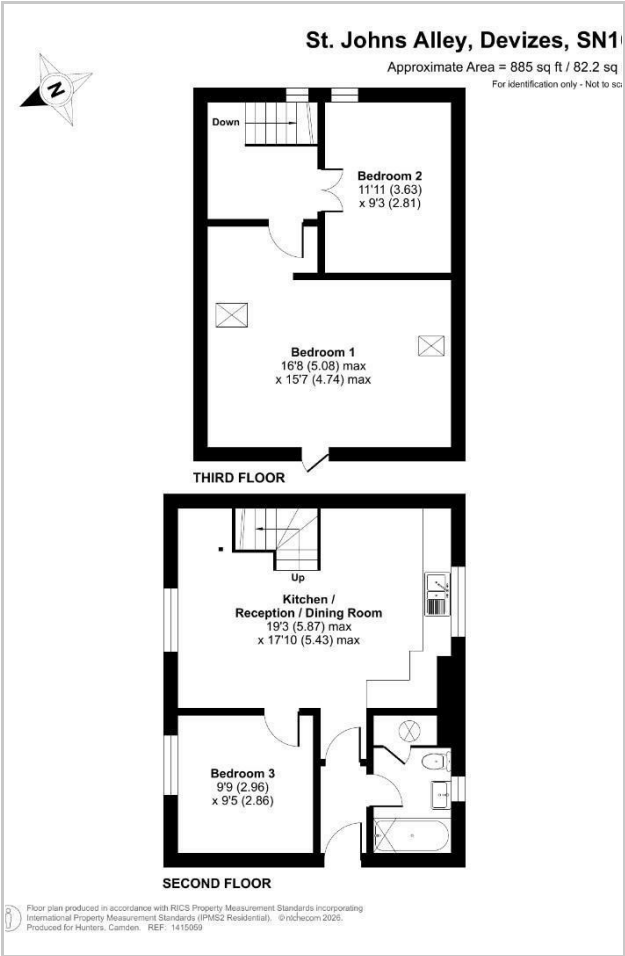 St. Johns Alley, Devizes, SN1
Approximate Area = 885 sq ft / 82.2 sq
For identification only - Not to sc
N
Down
Bedroom 2
11'11 (3.63)
x 9'3 (2.81)
Bedroom 1
16'8 (5.08) max
x 15'7 (4.74) max
THIRD FLOOR
Up
Kitchen /
Reception / Dining Room
19'3 (5.87) max
x 17'10 (5.43) max
Bedroom 3
9'9 (2.96)
x 9'5 (2.86)
SECOND FLOOR
Floor plan produced in accordance with RICS Property Measurement Standards incorporating
International Property Measurement Standards (IPMS2 Residential). © nichecom 2026.
Produced for Hunters, Camden. REF: 1415059